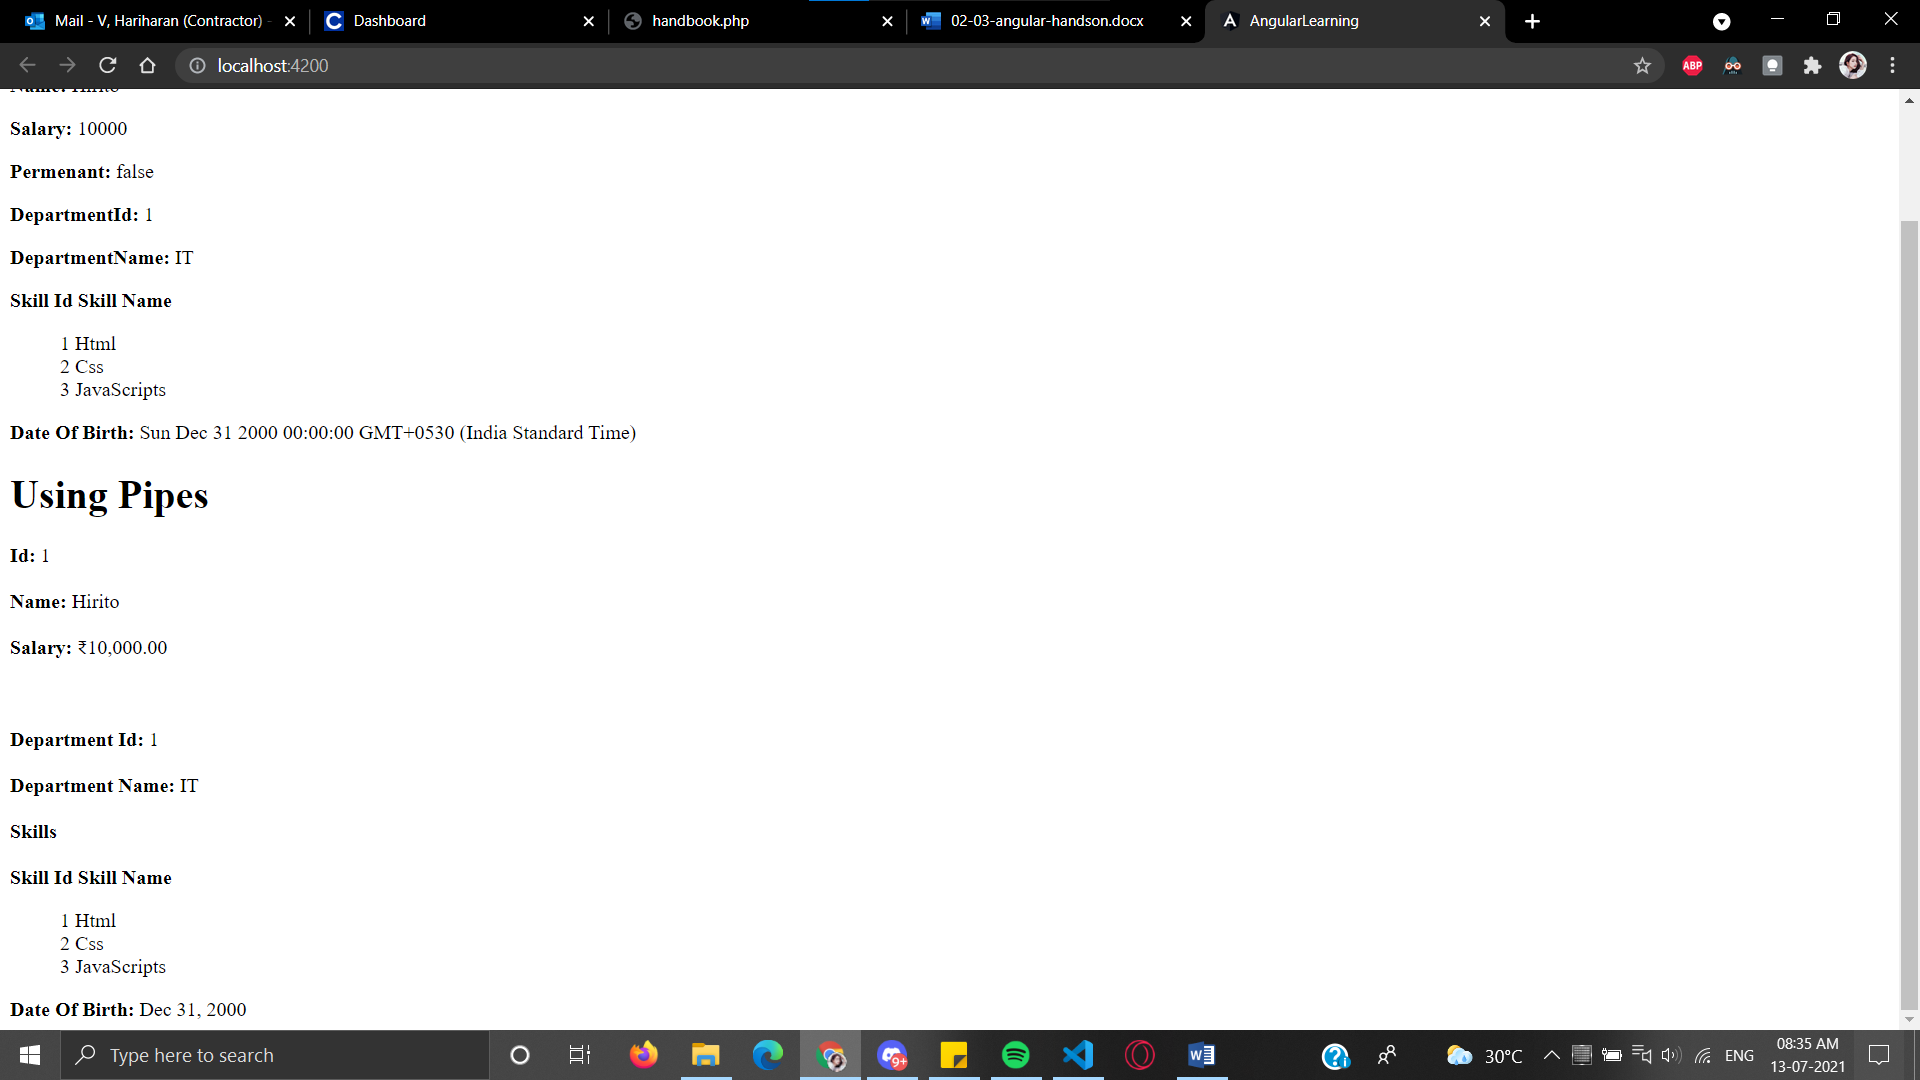 Mail - V, Hariharan (Contractor) -
Dashboard
handbook.php
02-03-angular-handson.docx
AngularLearning
localhost:4200
ABP
Name: Hirito
Salary: 10000
Permenant: false
DepartmentId: 1
DepartmentName: IT
Skill Id Skill Name
1 Html
2 Css
3 JavaScripts
Date Of Birth: Sun Dec 31 2000 00:00:00 GMT+0530 (India Standard Time)
Using Pipes
Id: 1
Name: Hirito
Salary: ₹10,000.00
Department Id: 1
Department Name: IT
Skills
Skill Id Skill Name
1 Html
2 Css
3 JavaScripts
Date Of Birth: Dec 31, 2000
Type here to search
9+
30°C
ENG
08:35 AM
13-07-2021